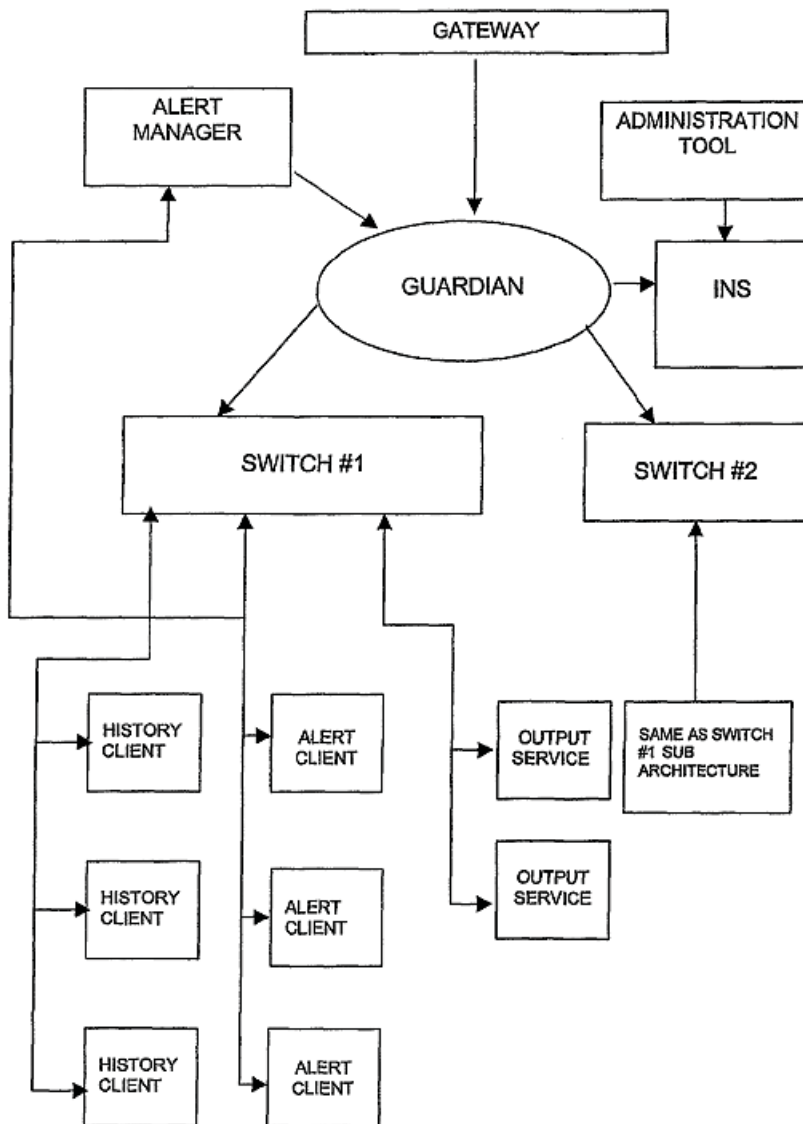 GATEWAY
ALERT
MANAGER
ADMINISTRATION
TOOL
GUARDIAN
INS
SWITCH #1
SWITCH #2
HISTORY
CLIENT
ALERT
CLIENT
OUTPUT
SERVICE
SAME AS SWITCH
#1 SUB
ARCHITECTURE
HISTORY
CLIENT
ALERT
CLIENT
OUTPUT
SERVICE
HISTORY
CLIENT
ALERT
CLIENT